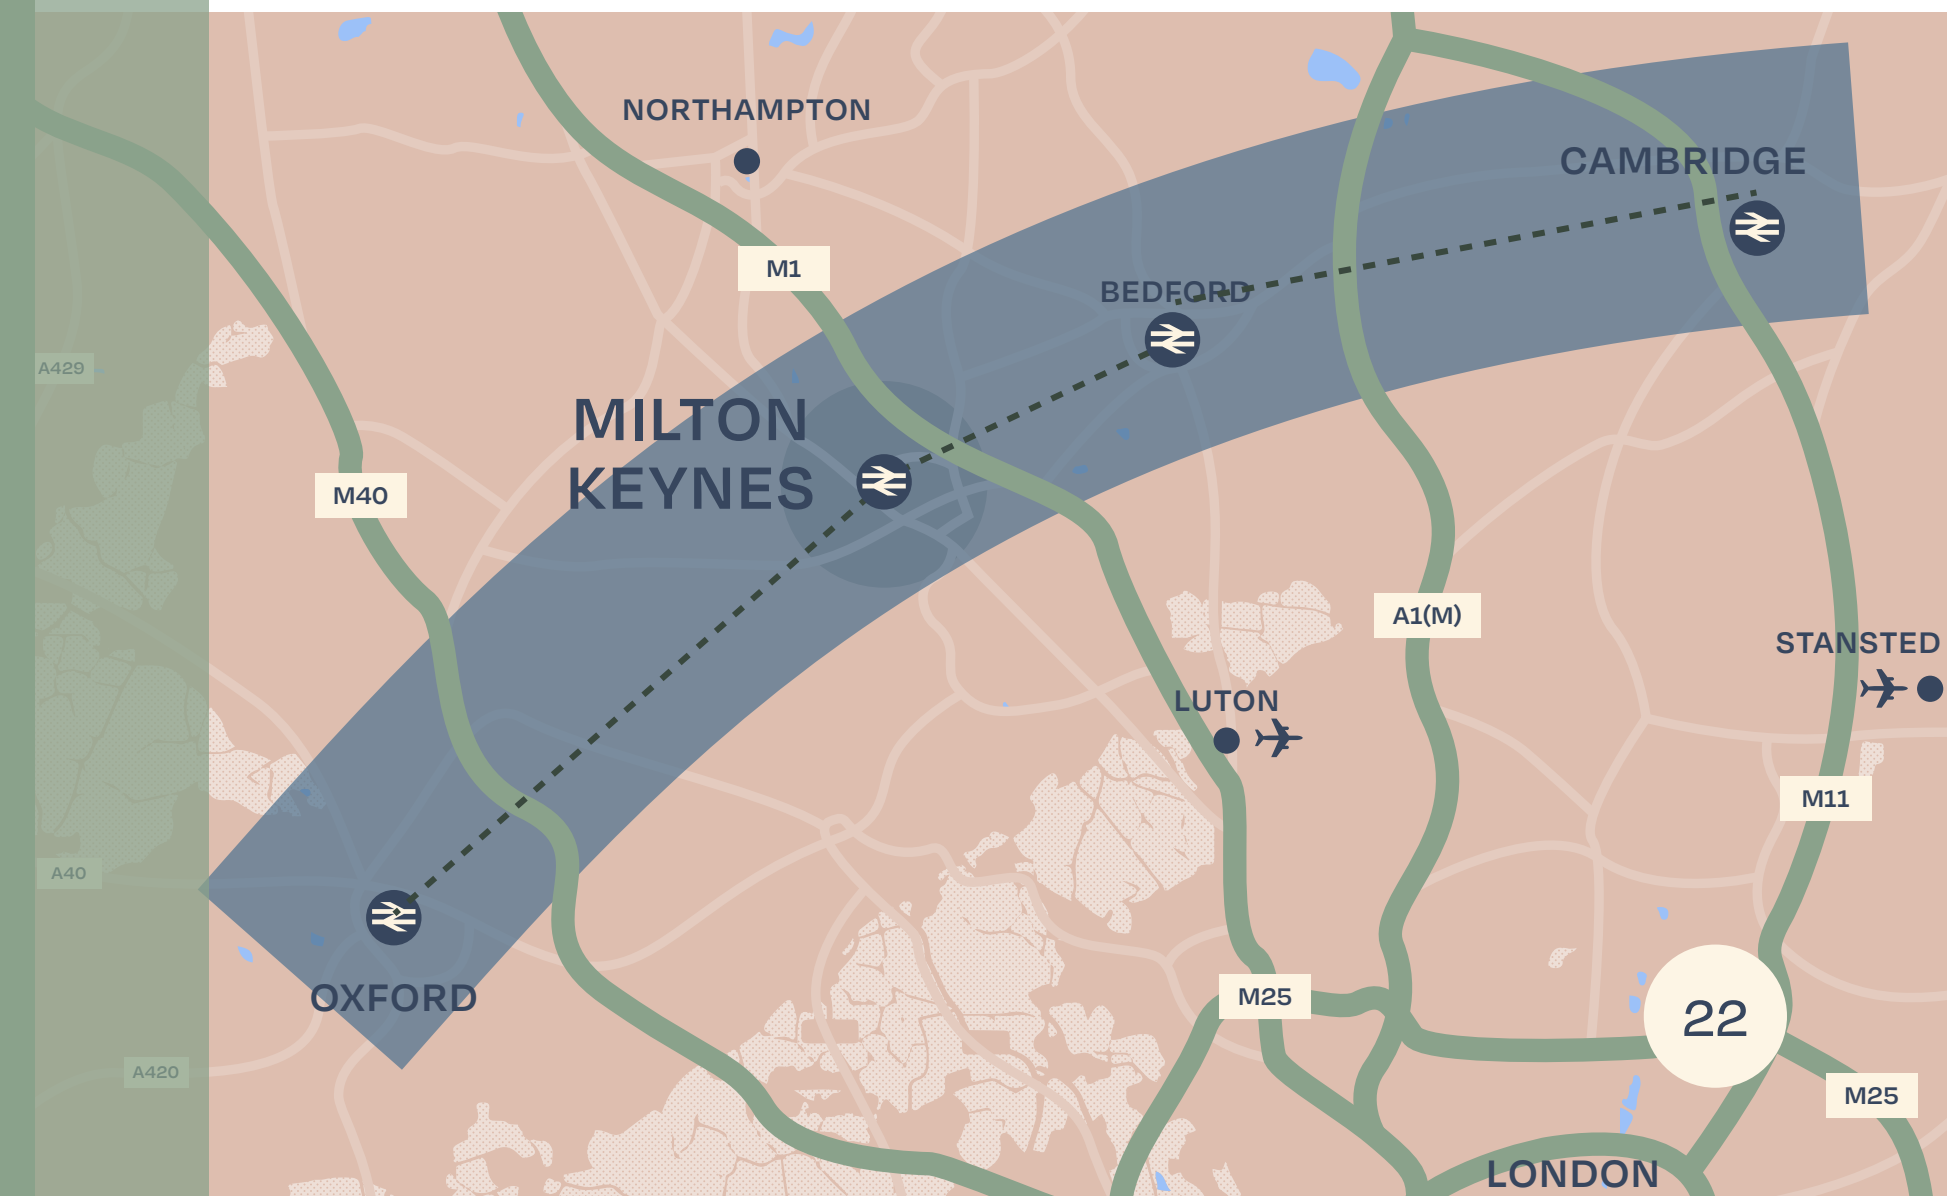 NORTHAMPTON
CAMBRIDGE
M1
BEDFORD
A429
MILTON
KEYNES
M40
A1(M)
STANSTED
LUTON
M11
A40
OXFORD
M25
22
A420
M25
LONDON